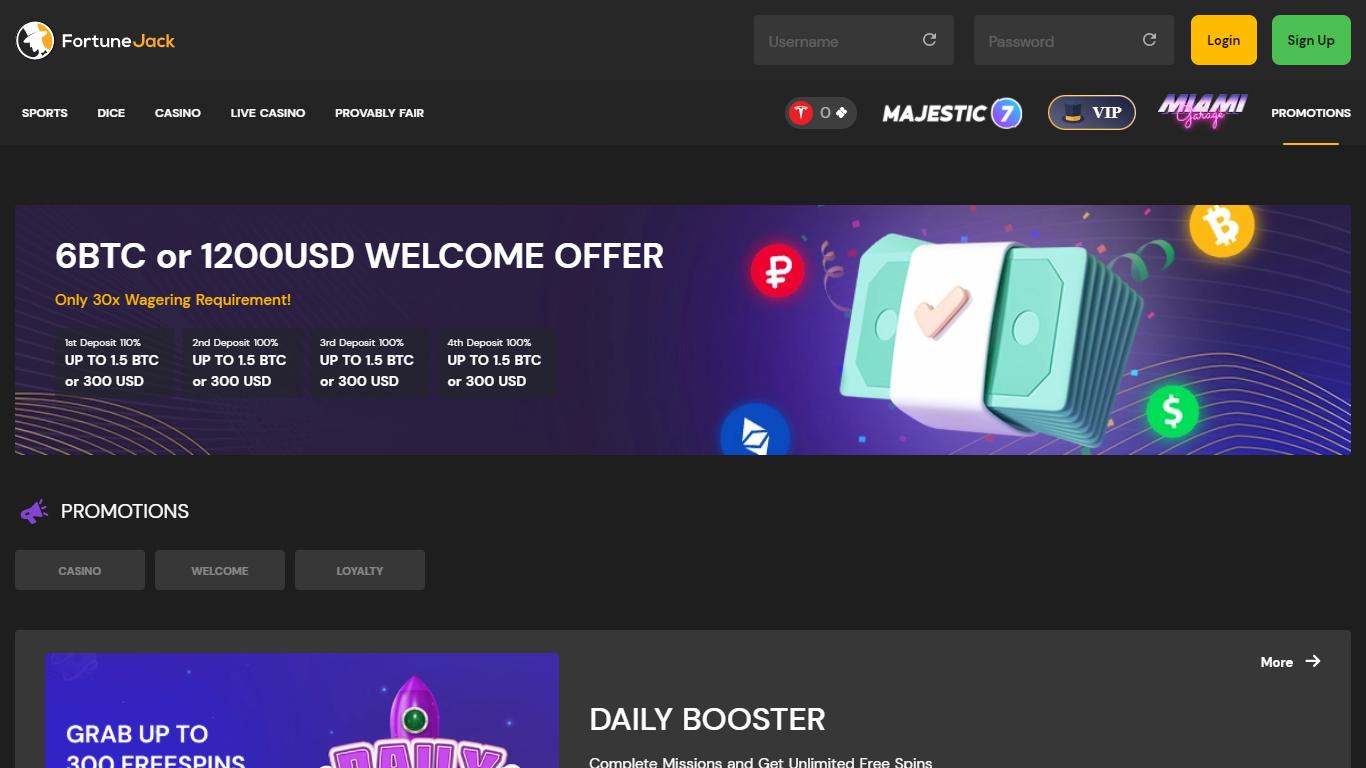 FortuneJack
Username
Password
Login
Sign Up
SPORTS
DICE
CASINO
LIVE CASINO
PROVABLY FAIR
0
MAJESTIC 7
VIP
MIAMI
Garage
PROMOTIONS
6BTC or 1200USD WELCOME OFFER
Only 30x Wagering Requirement!
1st Deposit 110%
UP TO 1.5 BTC
or 300 USD
2nd Deposit 100%
UP TO 1.5 BTC
or 300 USD
3rd Deposit 100%
UP TO 1.5 BTC
or 300 USD
4th Deposit 100%
UP TO 1.5 BTC
or 300 USD
PROMOTIONS
CASINO
WELCOME
LOYALTY
More
GRAB UP TO
300 FREESPINS
DAILY
DAILY BOOSTER
Complete Missions and Get Unlimited Free Spins